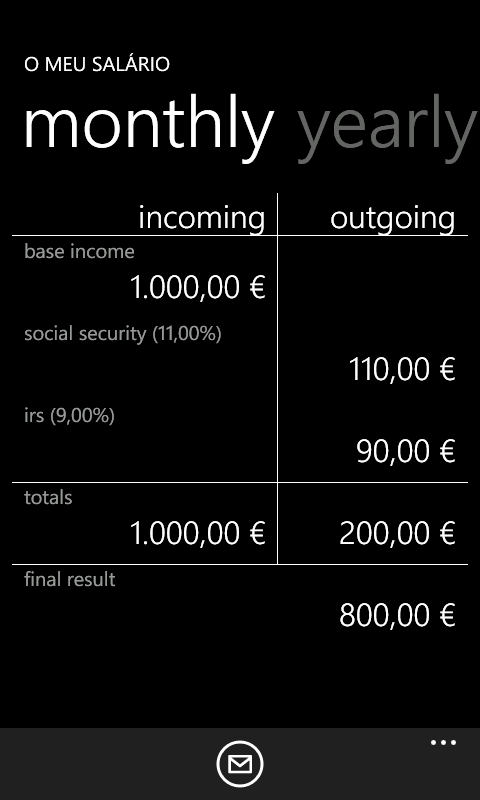 O MEU SALÁRIO
monthly yearly
incoming outgoing
base income
1.000,00 €
social security (11,00%)
110,00 €
irs (9,00%)
90,00 €
totals
1.000,00 € 200,00 €
final result
800,00 €